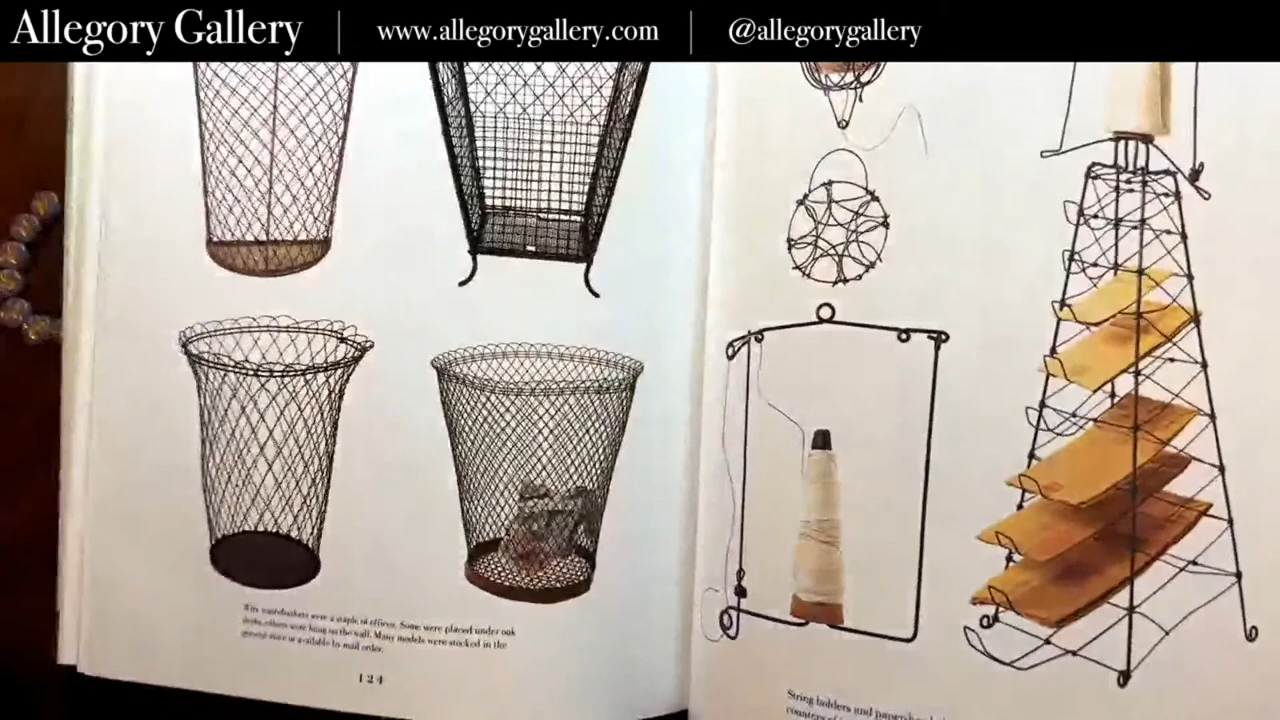 Allegory Gallery
www.allegorygallery.com
@allegorygallery
Wire wastebaskets were a staple of offices. Some were placed under oak
desks, others were hung on the wall. Many models were stocked in the
general store or available by mail order.
124
String holders and paper
counters of